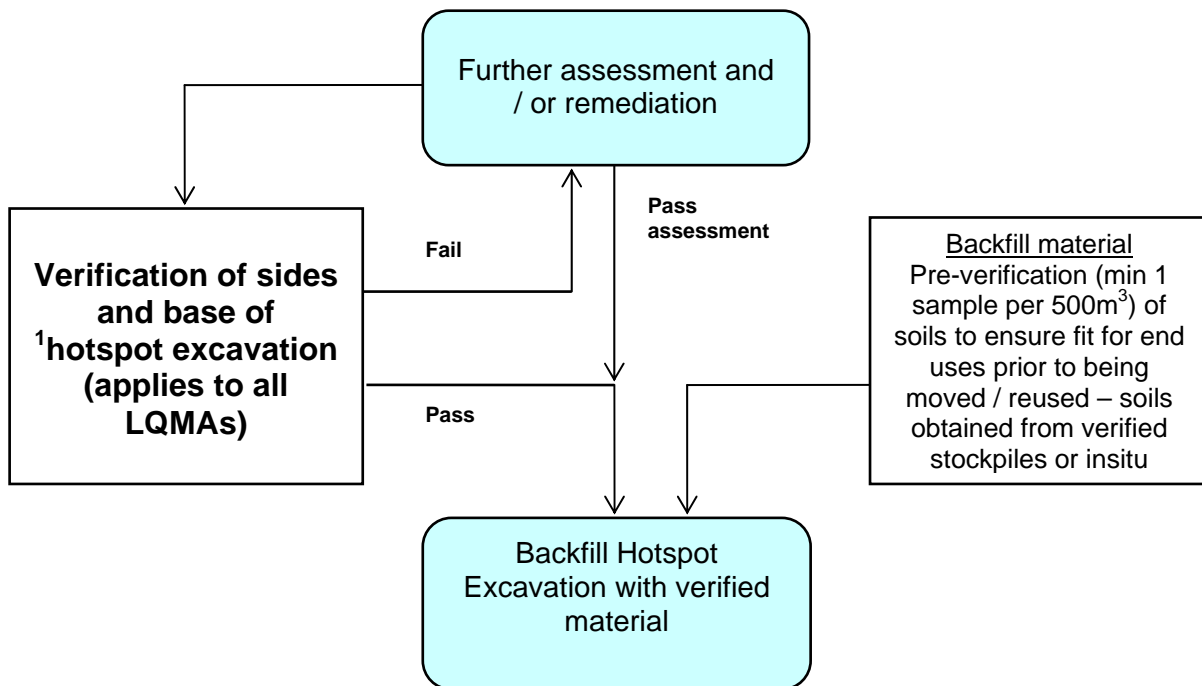 Further assessment and
/ or remediation
Pass
assessment
Fail
Verification of sides
and base of
¹hotspot excavation
(applies to all
LQMAs)
Pass
Backfill material
Pre-verification (min 1
sample per 500m³) of
soils to ensure fit for end
uses prior to being
moved / reused – soils
obtained from verified
stockpiles or insitu
Backfill Hotspot
Excavation with verified
material